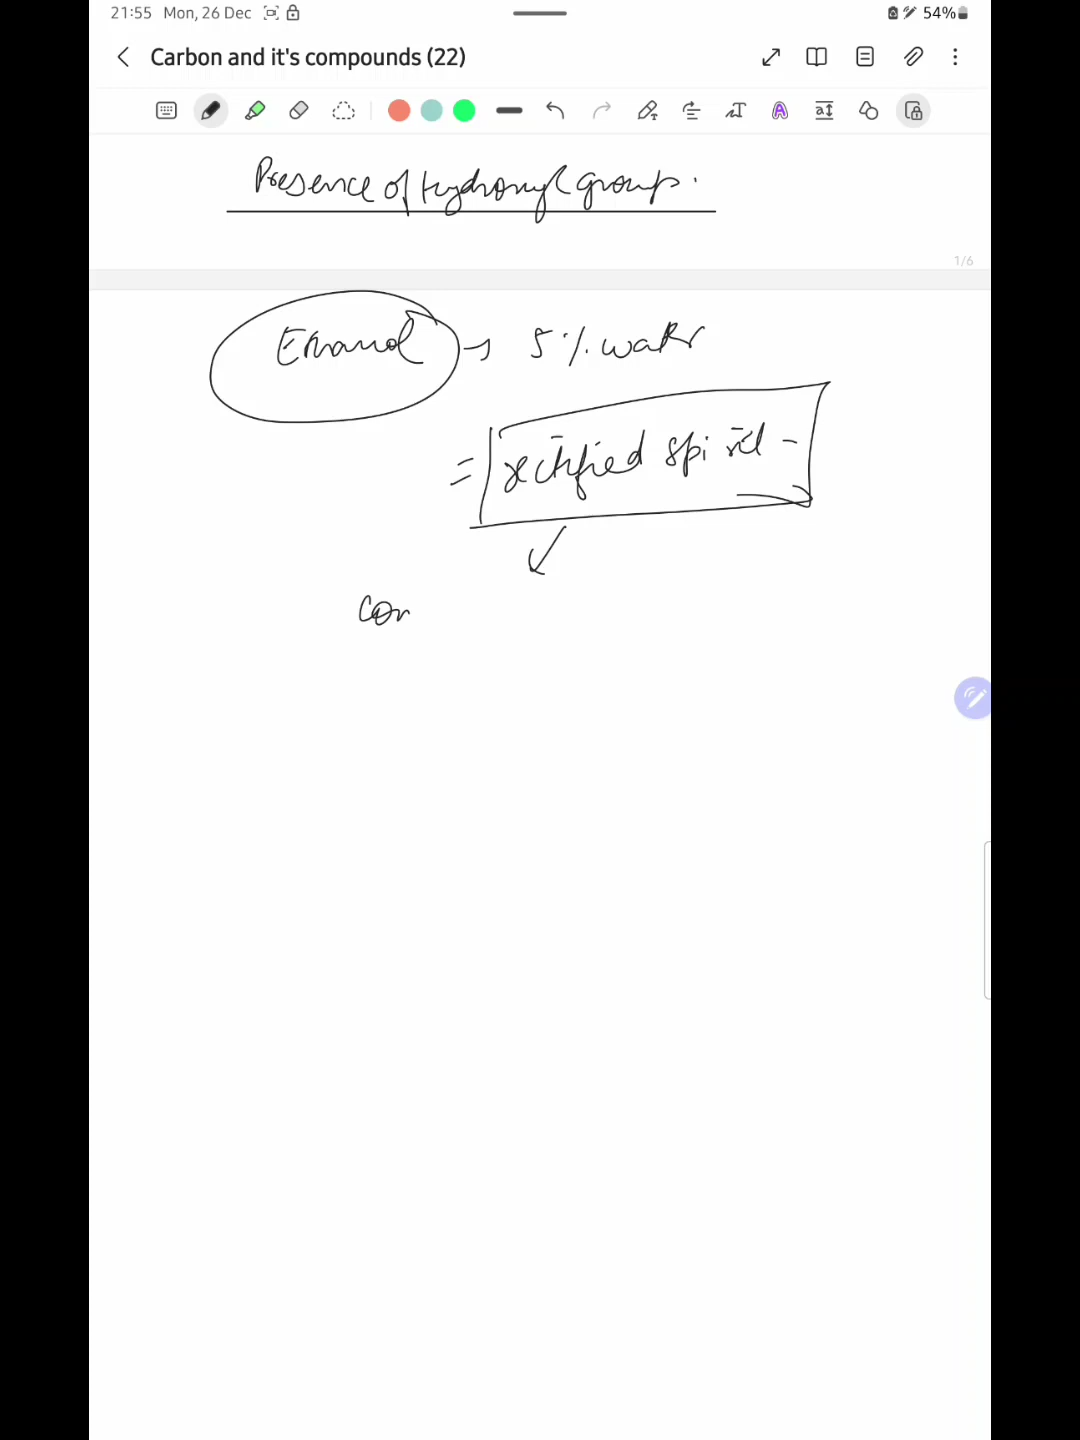 21:55 Mon, 26 Dec 54%
Carbon and it's compounds (22)
Presence of Hydroxyl group.
1/6
Ethanol → 5% water
= rectified spirit -
Con